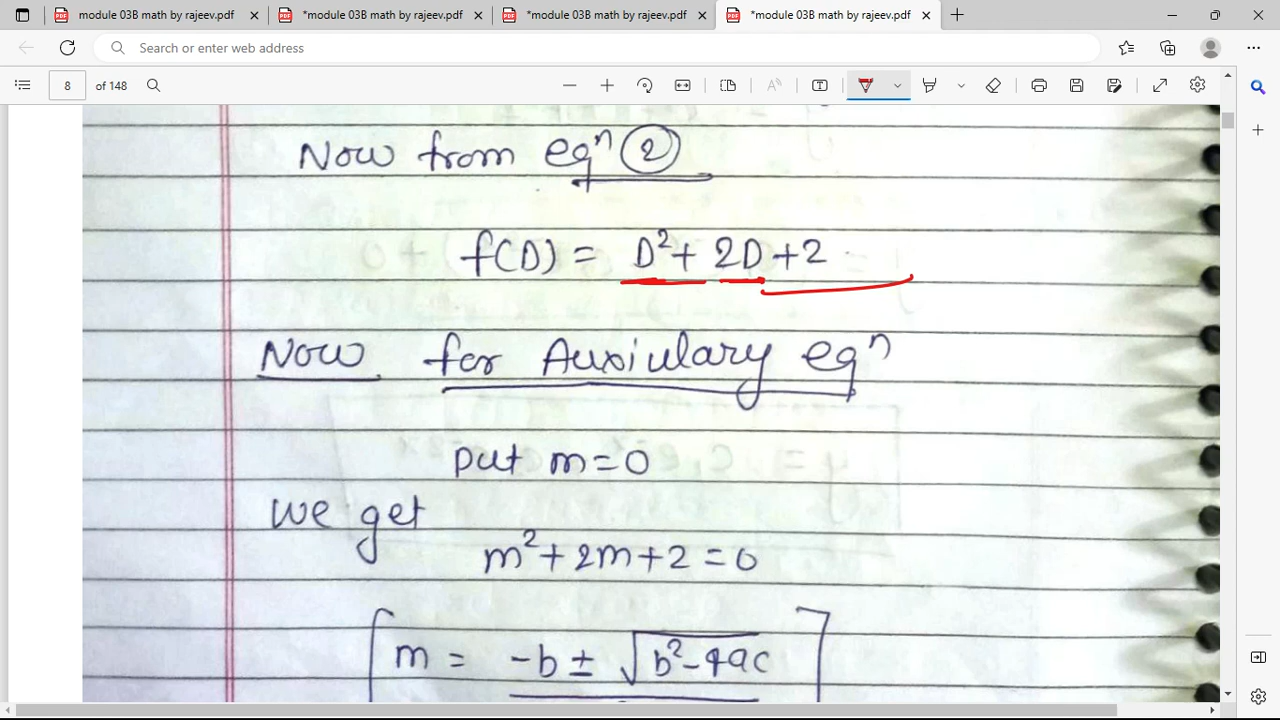 module 03B math by rajeev.pdf
*module 03B math by rajeev.pdf
*module 03B math by rajeev.pdf
*module 03B math by rajeev.pdf
Search or enter web address
8 of 148
Now from eqⁿ ②
f(D) = D² + 2D + 2
Now for Auxiulary eqⁿ
put m = 0
we get
m² + 2m + 2 = 0
m = -b ± √b² - 4ac